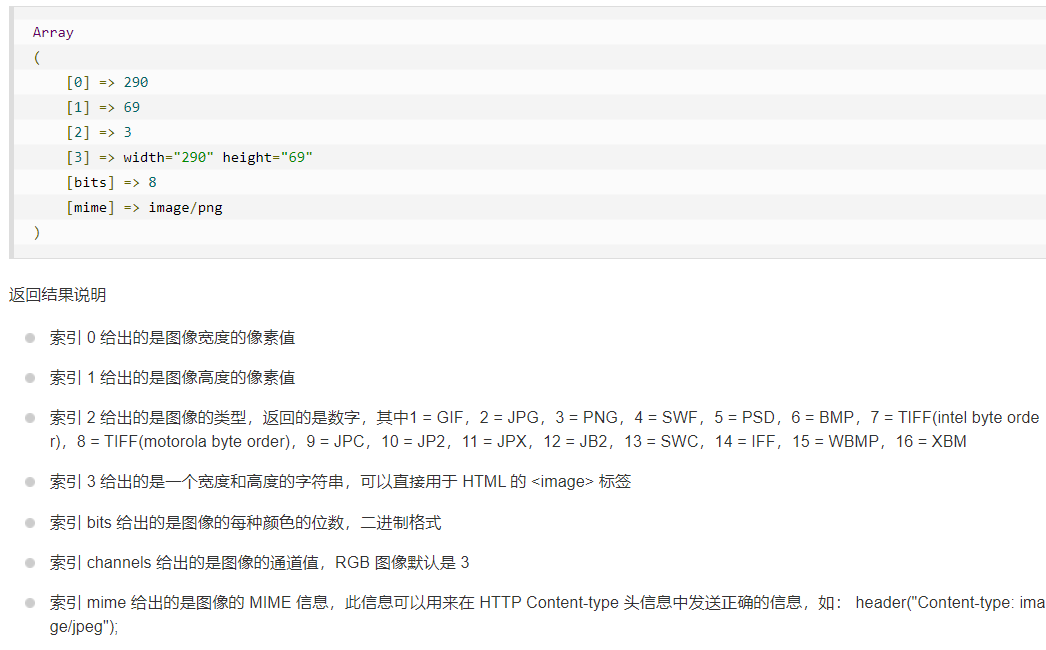 Array
(
[0] => 290
[1] => 69
[2] => 3
[3] => width="290" height="69"
[bits] => 8
[mime] => image/png
)
返回结果说明
索引 0 给出的是图像宽度的像素值
索引 1 给出的是图像高度的像素值
索引 2 给出的是图像的类型，返回的是数字，其中1 = GIF，2 = JPG，3 = PNG，4 = SWF，5 = PSD，6 = BMP，7 = TIFF(intel byte orde
r)，8 = TIFF(motorola byte order)，9 = JPC，10 = JP2，11 = JPX，12 = JB2，13 = SWC，14 = IFF，15 = WBMP，16 = XBM
索引 3 给出的是一个宽度和高度的字符串，可以直接用于 HTML 的 <image> 标签
索引 bits 给出的是图像的每种颜色的位数，二进制格式
索引 channels 给出的是图像的通道值，RGB 图像默认是 3
索引 mime 给出的是图像的 MIME 信息，此信息可以用来在 HTTP Content-type 头信息中发送正确的信息，如： header("Content-type: ima
ge/jpeg");